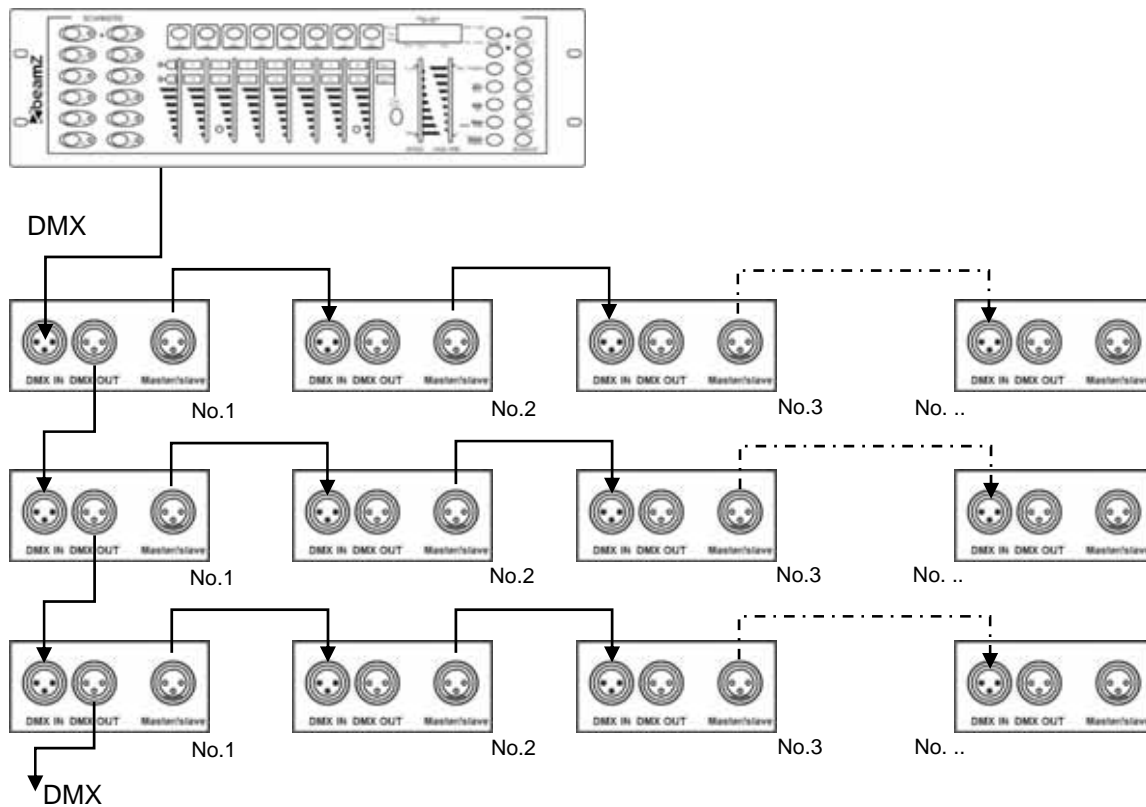 beamZ
DMX
DMX IN DMX OUT Master/slave
DMX IN DMX OUT Master/slave
DMX IN DMX OUT Master/slave
DMX IN DMX OUT Master/slave
No.1
No.2
No.3
No. ..
DMX IN DMX OUT Master/slave
DMX IN DMX OUT Master/slave
DMX IN DMX OUT Master/slave
DMX IN DMX OUT Master/slave
No.1
No.2
No.3
No. ..
DMX IN DMX OUT Master/slave
DMX IN DMX OUT Master/slave
DMX IN DMX OUT Master/slave
DMX IN DMX OUT Master/slave
No.1
No.2
No.3
No. ..
DMX